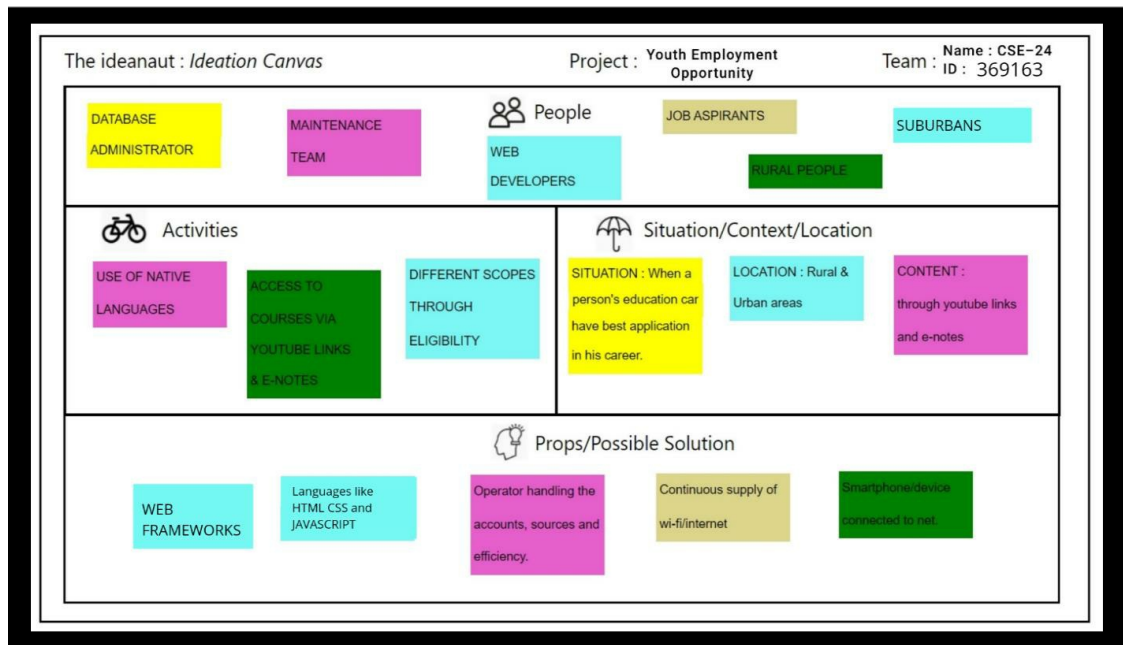 The ideanaut : Ideation Canvas
Project : Youth Employment
Opportunity
Team : Name : CSE-24
ID : 369163
People
DATABASE
ADMINISTRATOR
MAINTENANCE
TEAM
WEB
DEVELOPERS
JOB ASPIRANTS
RURAL PEOPLE
SUBURBANS
Activities
USE OF NATIVE
LANGUAGES
ACCESS TO
COURSES VIA
YOUTUBE LINKS
& E-NOTES
DIFFERENT SCOPES
THROUGH
ELIGIBILITY
Situation/Context/Location
SITUATION : When a
person's education car
have best application
in his career.
LOCATION : Rural &
Urban areas
CONTENT :
through youtube links
and e-notes
Props/Possible Solution
WEB
FRAMEWORKS
Languages like
HTML CSS and
JAVASCRIPT
Operator handling the
accounts, sources and
efficiency.
Continuous supply of
wi-fi/internet
Smartphone/device
connected to net.